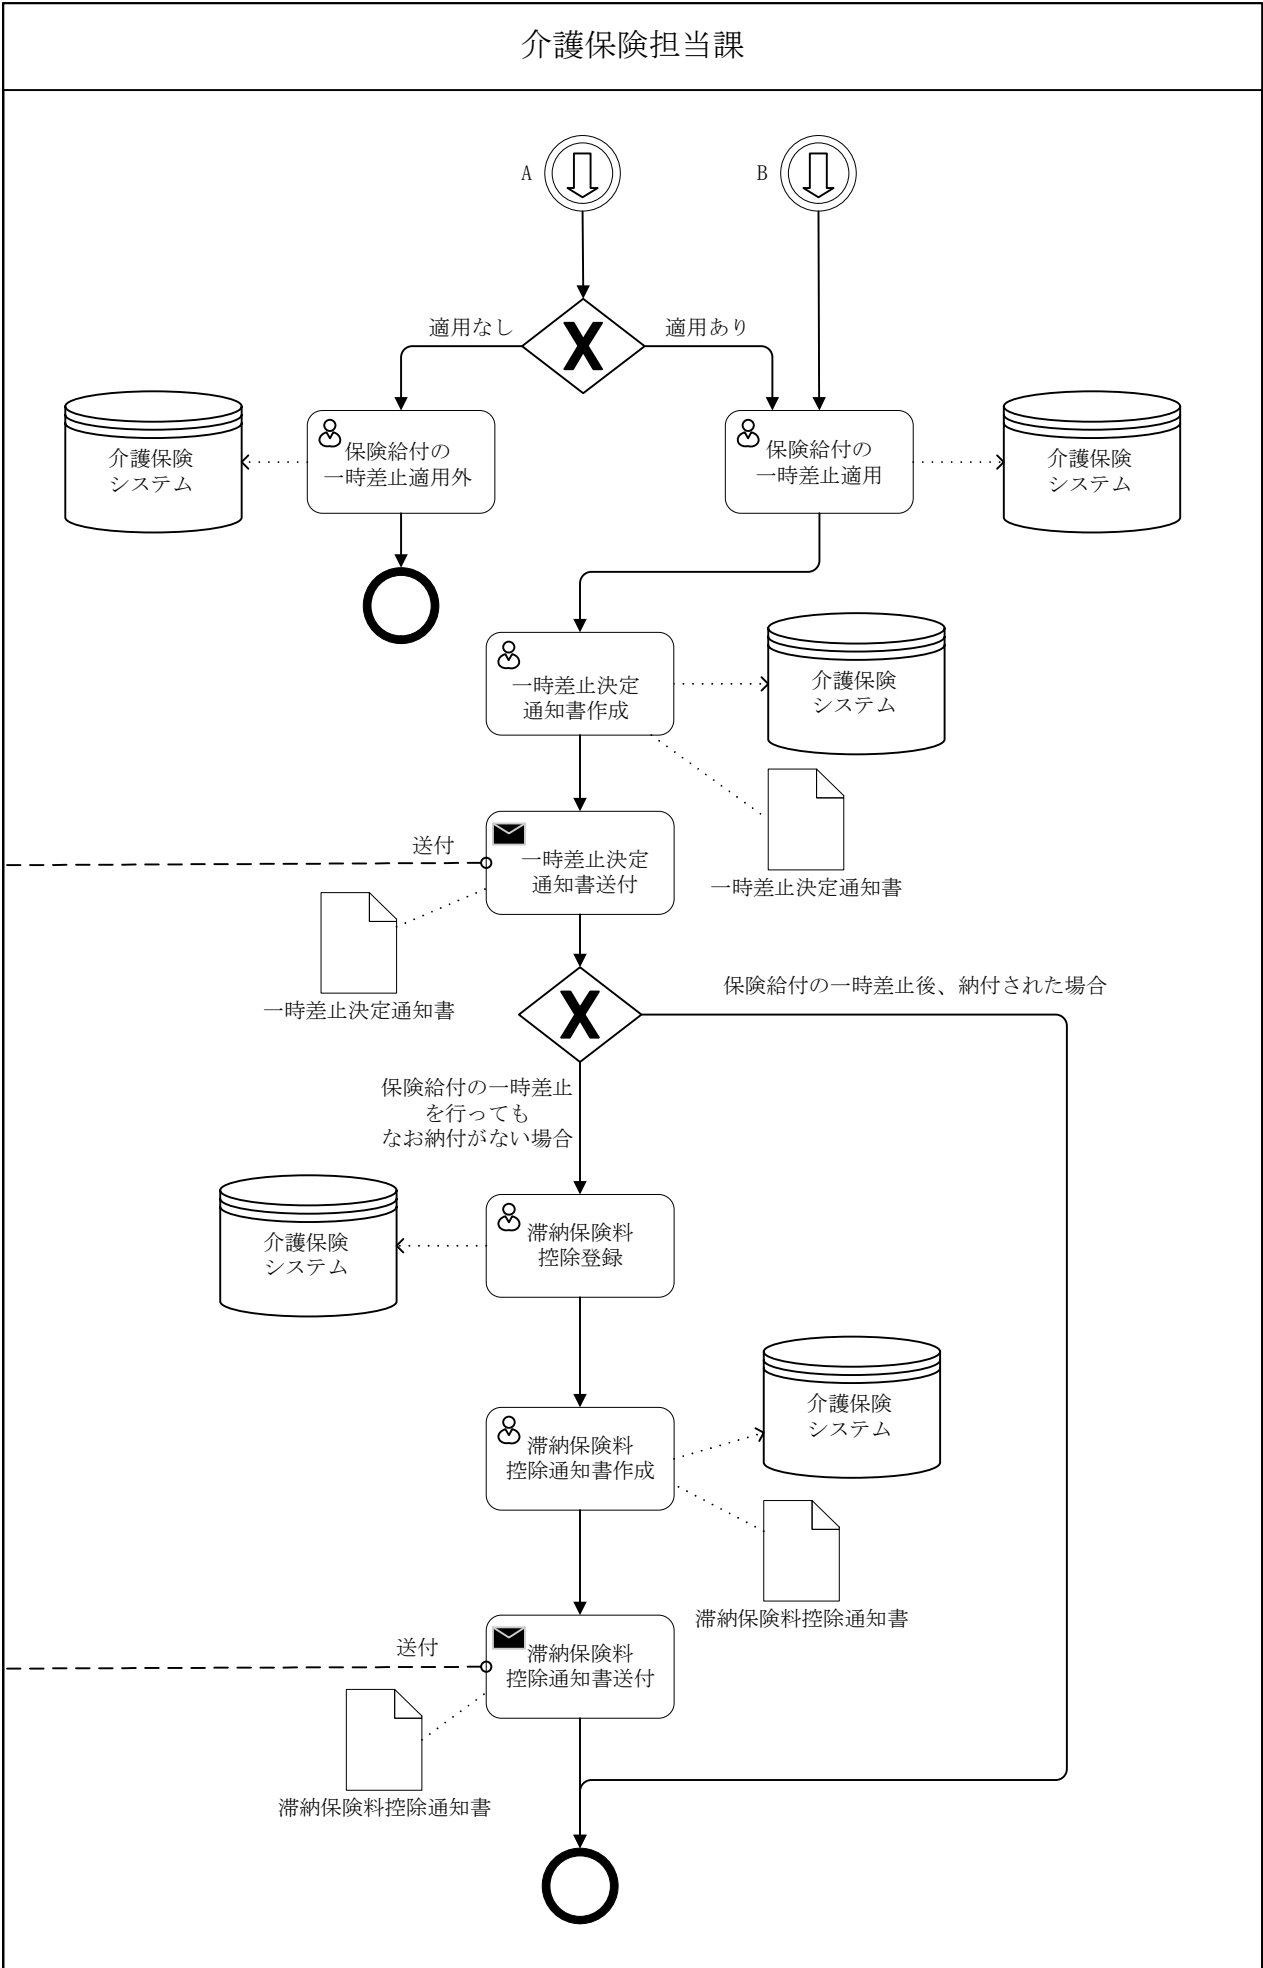 介護保険担当課
A
B
適用なし
適用あり
X
介護保険
システム
保険給付の
一時差止適用外
保険給付の
一時差止適用
介護保険
システム
一時差止決定
通知書作成
介護保険
システム
送付
一時差止決定
通知書送付
一時差止決定通知書
一時差止決定通知書
X
保険給付の一時差止後、納付された場合
保険給付の一時差止
を行っても
なお納付がない場合
介護保険
システム
滞納保険料
控除登録
滞納保険料
控除通知書作成
介護保険
システム
滞納保険料控除通知書
送付
滞納保険料
控除通知書送付
滞納保険料控除通知書